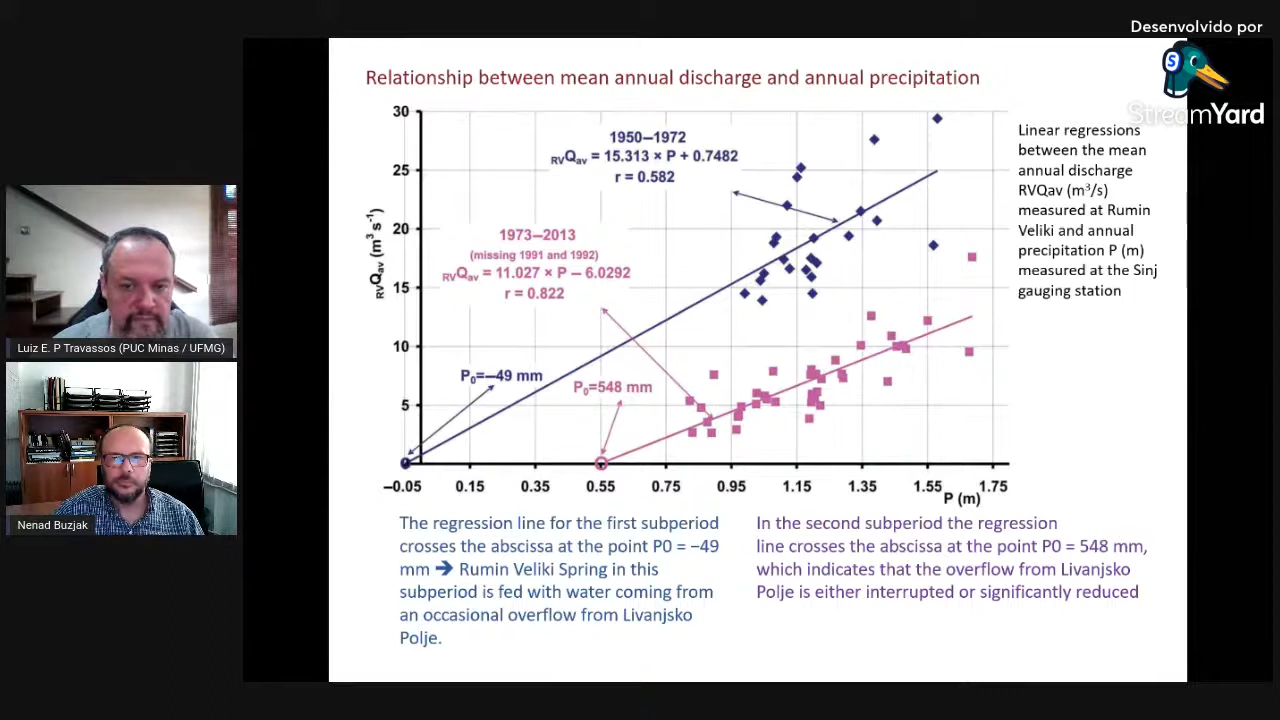 Desenvolvido por
StreamYard
Relationship between mean annual discharge and annual precipitation
30
25
20
15
10
5
RVQav (m³ s⁻¹)
1950–1972
RVQav = 15.313 × P + 0.7482
r = 0.582
1973–2013
(missing 1991 and 1992)
RVQav = 11.027 × P – 6.0292
r = 0.822
P₀=–49 mm
P₀=548 mm
–0.05 0.15 0.35 0.55 0.75 0.95 1.15 1.35 1.55 1.75
P (m)
Linear regressions
between the mean
annual discharge
RVQav (m³/s)
measured at Rumin
Veliki and annual
precipitation P (m)
measured at the Sinj
gauging station
The regression line for the first subperiod
crosses the abscissa at the point P0 = −49
mm ➔ Rumin Veliki Spring in this
subperiod is fed with water coming from
an occasional overflow from Livanjsko
Polje.
In the second subperiod the regression
line crosses the abscissa at the point P0 = 548 mm,
which indicates that the overflow from Livanjsko
Polje is either interrupted or significantly reduced
Luiz E. P Travassos (PUC Minas / UFMG)
Nenad Buzjak